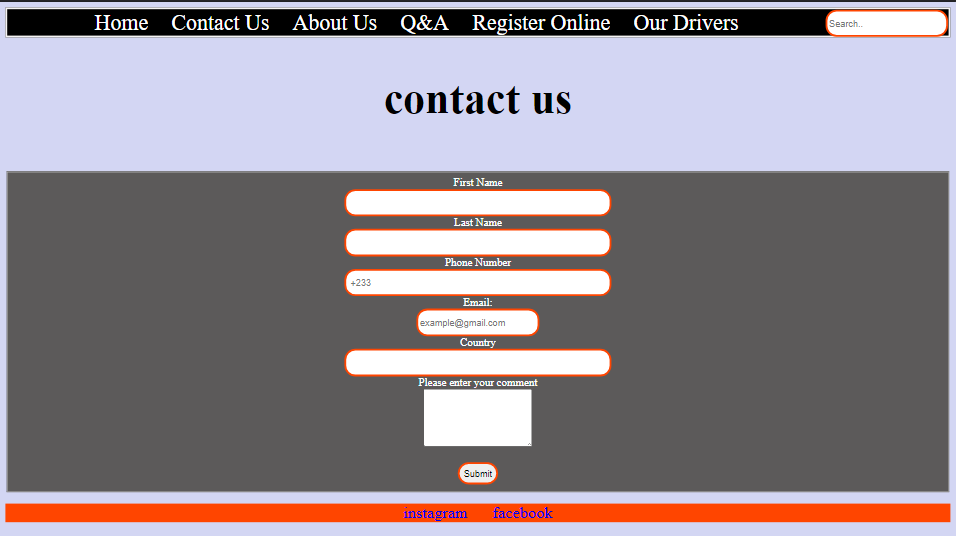 Home Contact Us About Us Q&A Register Online Our Drivers Search..
contact us
First Name
Last Name
Phone Number
+233
Email:
example@gmail.com
Country
Please enter your comment
Submit
instagram facebook